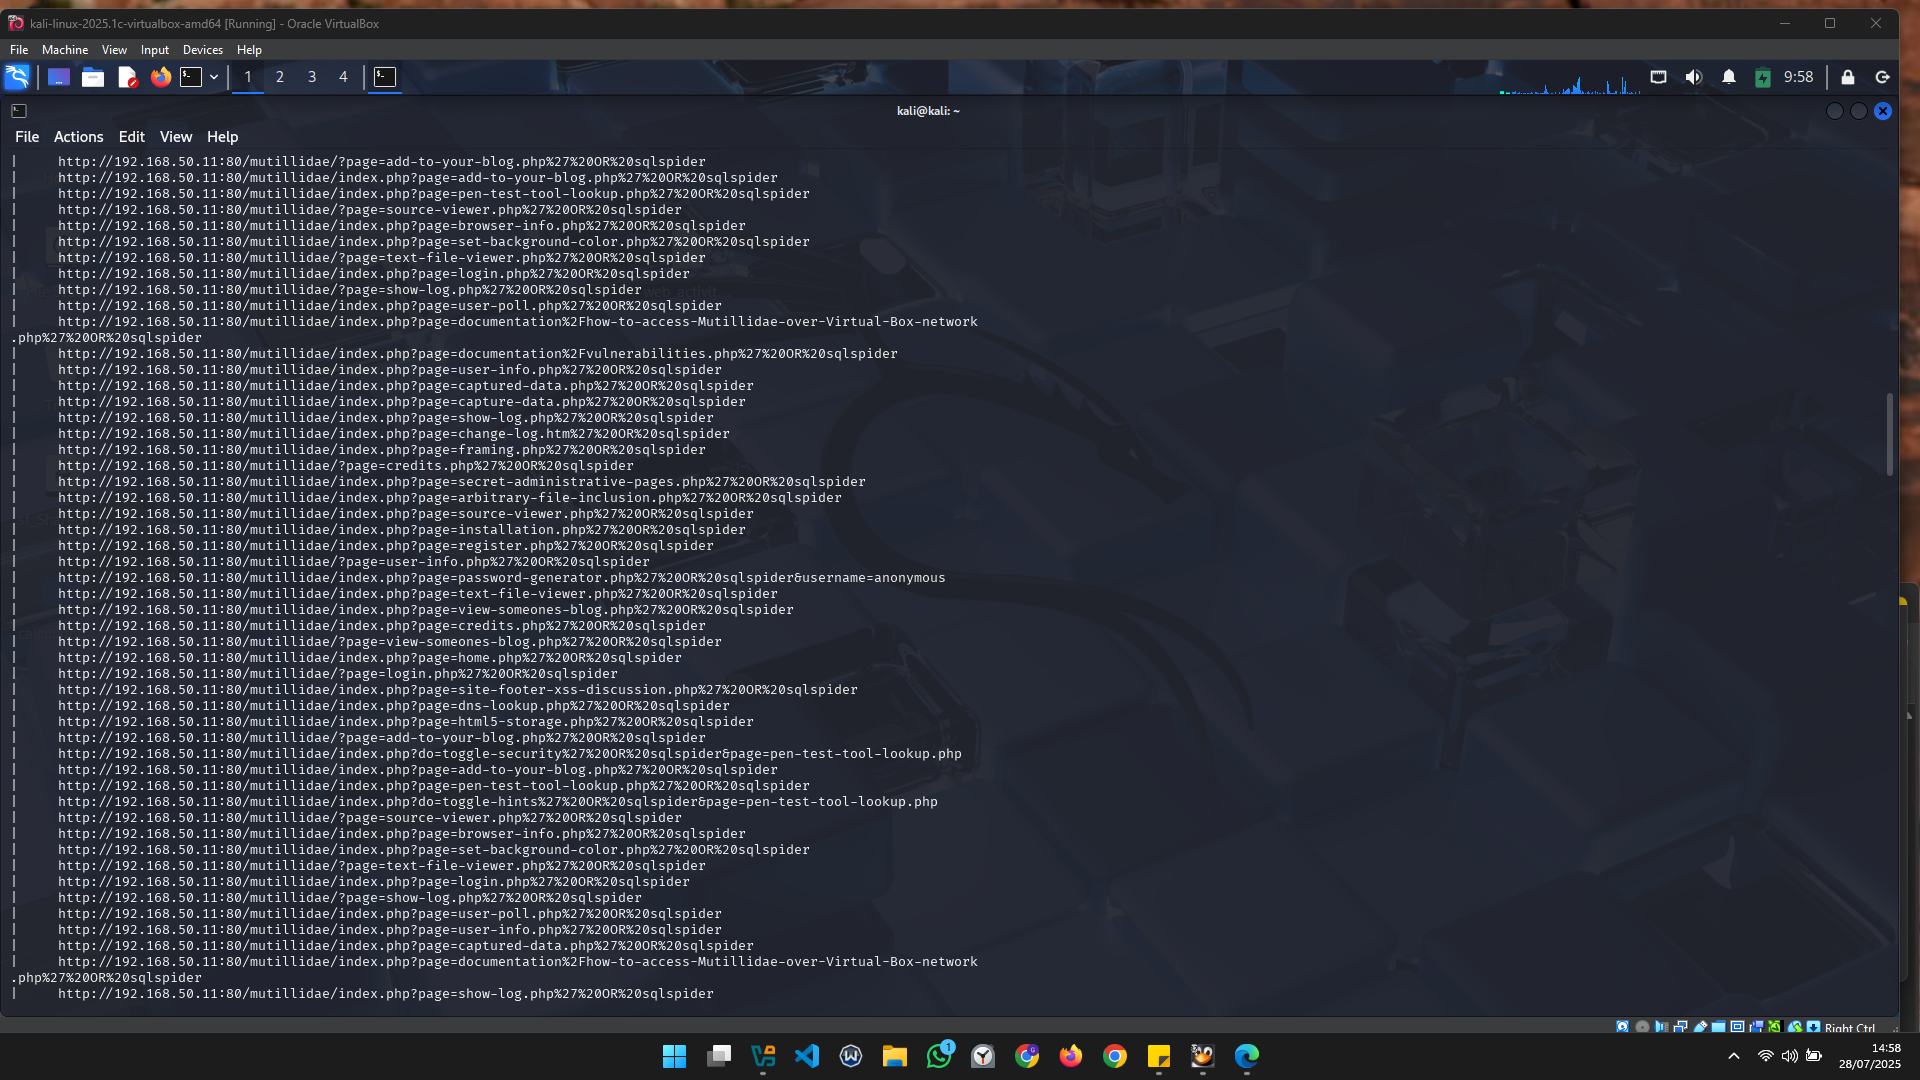 kali-linux-2025.1c-virtualbox-amd64 [Running] - Oracle VirtualBox
File Machine View Input Devices Help
1 2 3 4 9:58
kali@kali: ~
File Actions Edit View Help
| http://192.168.50.11:80/mutillidae/?page=add-to-your-blog.php%27%20OR%20sqlspider
| http://192.168.50.11:80/mutillidae/index.php?page=add-to-your-blog.php%27%20OR%20sqlspider
| http://192.168.50.11:80/mutillidae/index.php?page=pen-test-tool-lookup.php%27%20OR%20sqlspider
| http://192.168.50.11:80/mutillidae/?page=source-viewer.php%27%20OR%20sqlspider
| http://192.168.50.11:80/mutillidae/index.php?page=browser-info.php%27%20OR%20sqlspider
| http://192.168.50.11:80/mutillidae/index.php?page=set-background-color.php%27%20OR%20sqlspider
| http://192.168.50.11:80/mutillidae/?page=text-file-viewer.php%27%20OR%20sqlspider
| http://192.168.50.11:80/mutillidae/index.php?page=login.php%27%20OR%20sqlspider
| http://192.168.50.11:80/mutillidae/?page=show-log.php%27%20OR%20sqlspider
| http://192.168.50.11:80/mutillidae/index.php?page=user-poll.php%27%20OR%20sqlspider
| http://192.168.50.11:80/mutillidae/index.php?page=documentation%2Fhow-to-access-Mutillidae-over-Virtual-Box-network
.php%27%20OR%20sqlspider
| http://192.168.50.11:80/mutillidae/index.php?page=documentation%2Fvulnerabilities.php%27%20OR%20sqlspider
| http://192.168.50.11:80/mutillidae/index.php?page=user-info.php%27%20OR%20sqlspider
| http://192.168.50.11:80/mutillidae/index.php?page=captured-data.php%27%20OR%20sqlspider
| http://192.168.50.11:80/mutillidae/index.php?page=capture-data.php%27%20OR%20sqlspider
| http://192.168.50.11:80/mutillidae/index.php?page=show-log.php%27%20OR%20sqlspider
| http://192.168.50.11:80/mutillidae/index.php?page=change-log.htm%27%20OR%20sqlspider
| http://192.168.50.11:80/mutillidae/index.php?page=framing.php%27%20OR%20sqlspider
| http://192.168.50.11:80/mutillidae/?page=credits.php%27%20OR%20sqlspider
| http://192.168.50.11:80/mutillidae/index.php?page=secret-administrative-pages.php%27%20OR%20sqlspider
| http://192.168.50.11:80/mutillidae/index.php?page=arbitrary-file-inclusion.php%27%20OR%20sqlspider
| http://192.168.50.11:80/mutillidae/index.php?page=source-viewer.php%27%20OR%20sqlspider
| http://192.168.50.11:80/mutillidae/index.php?page=installation.php%27%20OR%20sqlspider
| http://192.168.50.11:80/mutillidae/index.php?page=register.php%27%20OR%20sqlspider
| http://192.168.50.11:80/mutillidae/?page=user-info.php%27%20OR%20sqlspider
| http://192.168.50.11:80/mutillidae/index.php?page=password-generator.php%27%20OR%20sqlspider&username=anonymous
| http://192.168.50.11:80/mutillidae/index.php?page=text-file-viewer.php%27%20OR%20sqlspider
| http://192.168.50.11:80/mutillidae/index.php?page=view-someones-blog.php%27%20OR%20sqlspider
| http://192.168.50.11:80/mutillidae/index.php?page=credits.php%27%20OR%20sqlspider
| http://192.168.50.11:80/mutillidae/?page=view-someones-blog.php%27%20OR%20sqlspider
| http://192.168.50.11:80/mutillidae/index.php?page=home.php%27%20OR%20sqlspider
| http://192.168.50.11:80/mutillidae/?page=login.php%27%20OR%20sqlspider
| http://192.168.50.11:80/mutillidae/index.php?page=site-footer-xss-discussion.php%27%20OR%20sqlspider
| http://192.168.50.11:80/mutillidae/index.php?page=dns-lookup.php%27%20OR%20sqlspider
| http://192.168.50.11:80/mutillidae/index.php?page=html5-storage.php%27%20OR%20sqlspider
| http://192.168.50.11:80/mutillidae/?page=add-to-your-blog.php%27%20OR%20sqlspider
| http://192.168.50.11:80/mutillidae/index.php?do=toggle-security%27%20OR%20sqlspider&page=pen-test-tool-lookup.php
| http://192.168.50.11:80/mutillidae/index.php?page=add-to-your-blog.php%27%20OR%20sqlspider
| http://192.168.50.11:80/mutillidae/index.php?page=pen-test-tool-lookup.php%27%20OR%20sqlspider
| http://192.168.50.11:80/mutillidae/index.php?do=toggle-hints%27%20OR%20sqlspider&page=pen-test-tool-lookup.php
| http://192.168.50.11:80/mutillidae/?page=source-viewer.php%27%20OR%20sqlspider
| http://192.168.50.11:80/mutillidae/index.php?page=browser-info.php%27%20OR%20sqlspider
| http://192.168.50.11:80/mutillidae/index.php?page=set-background-color.php%27%20OR%20sqlspider
| http://192.168.50.11:80/mutillidae/?page=text-file-viewer.php%27%20OR%20sqlspider
| http://192.168.50.11:80/mutillidae/index.php?page=login.php%27%20OR%20sqlspider
| http://192.168.50.11:80/mutillidae/?page=show-log.php%27%20OR%20sqlspider
| http://192.168.50.11:80/mutillidae/index.php?page=user-poll.php%27%20OR%20sqlspider
| http://192.168.50.11:80/mutillidae/index.php?page=user-info.php%27%20OR%20sqlspider
| http://192.168.50.11:80/mutillidae/index.php?page=captured-data.php%27%20OR%20sqlspider
| http://192.168.50.11:80/mutillidae/index.php?page=documentation%2Fhow-to-access-Mutillidae-over-Virtual-Box-network
.php%27%20OR%20sqlspider
| http://192.168.50.11:80/mutillidae/index.php?page=show-log.php%27%20OR%20sqlspider
Right Ctrl
1
14:58
28/07/2025